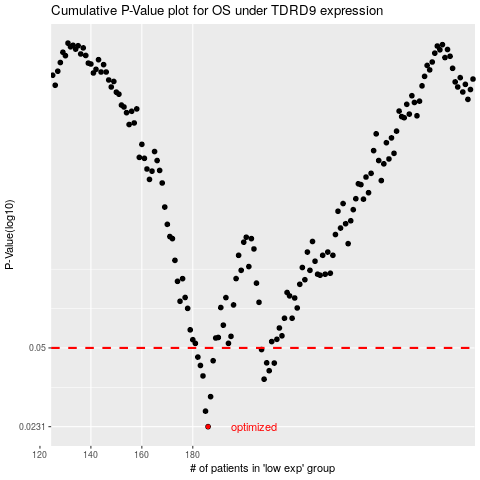 Cumulative P-Value plot for OS under TDRD9 expression
P-Value(log10)
0.05
0.0231
optimized
120 140 160 180
# of patients in 'low exp' group